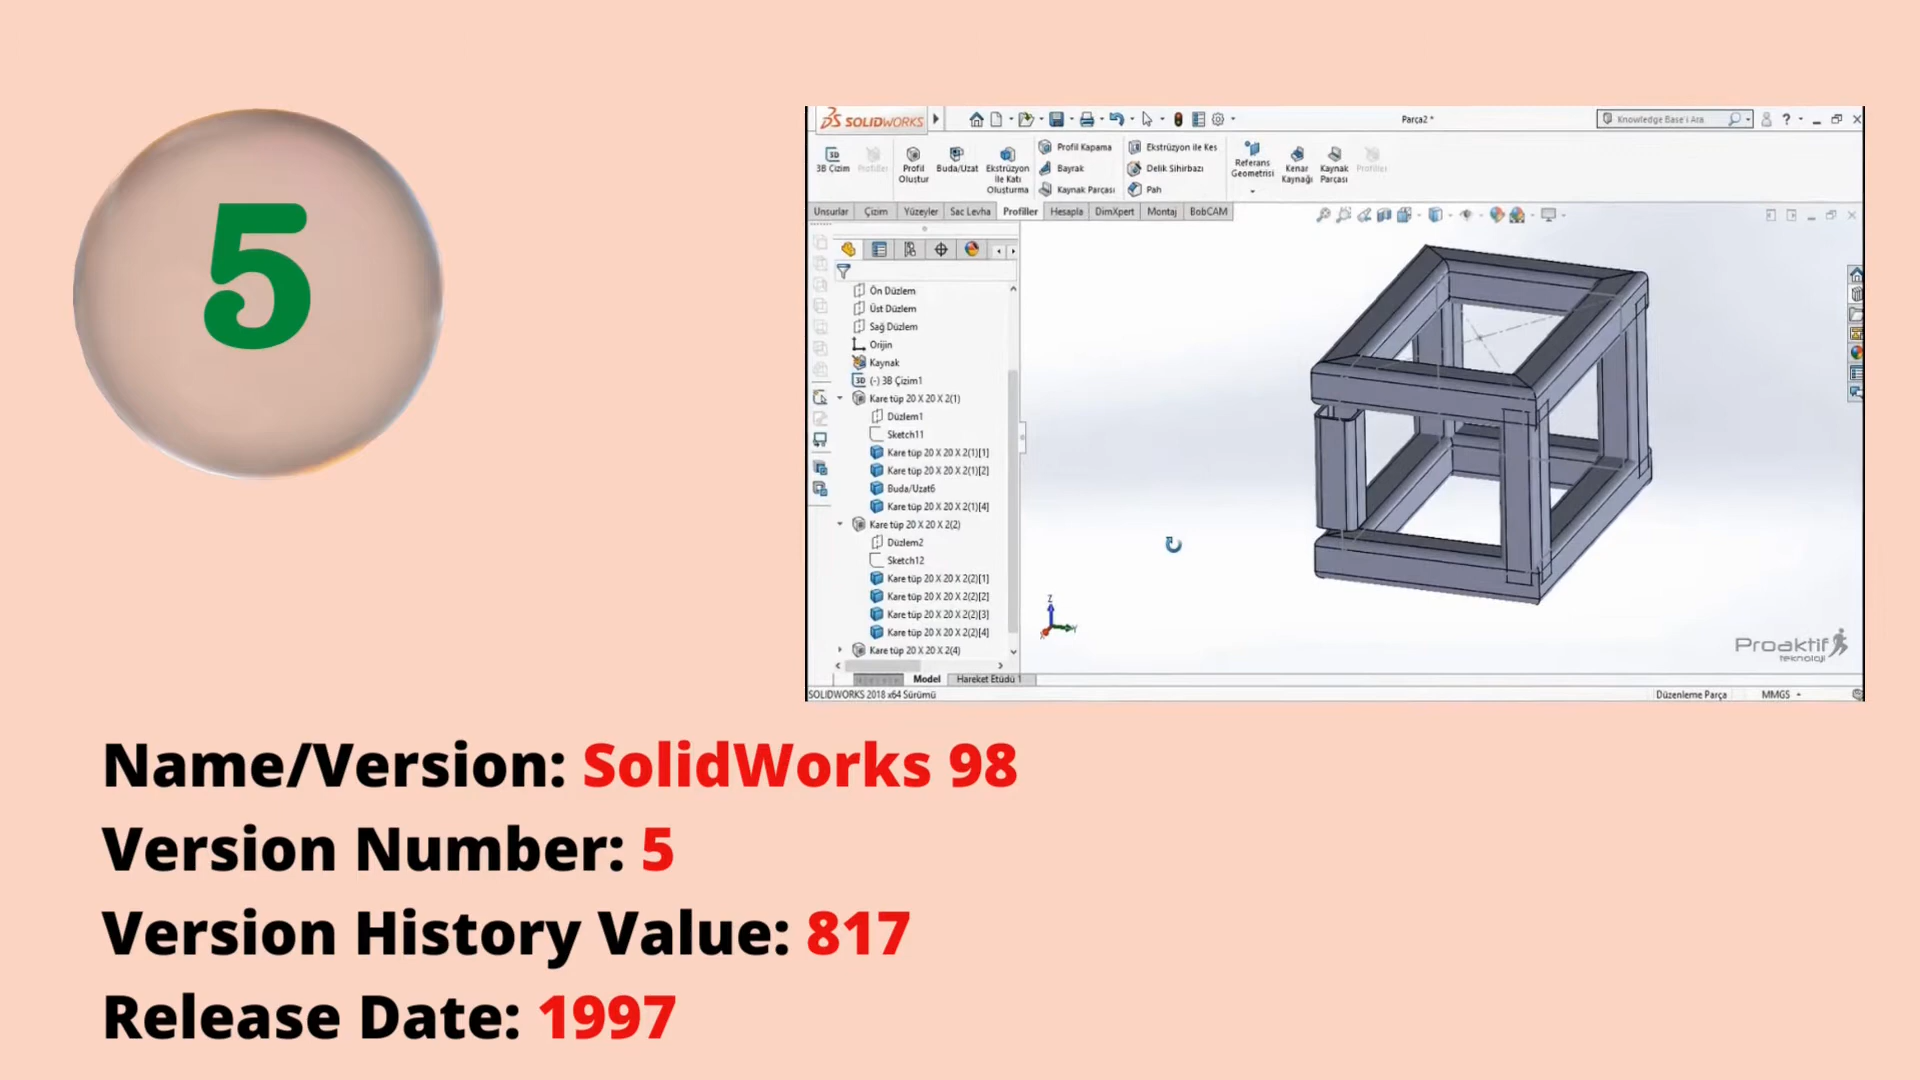 5
SOLIDWORKS
Parça2 *
Knowledge Base'i Ara
3B Çizim
Profiller
Profil Oluştur
Buda/Uzat
Ekstrüzyon ile Katı Oluşturma
Profil Kapama
Bayrak
Kaynak Parçası
Ekstrüzyon ile Kes
Delik Sihirbazı
Pah
Referans Geometrisi
Kenar Kaynağı
Kaynak Parçası
Profiller
Unsurlar Çizim Yüzeyler Sac Levha Profiller Hesapla DimXpert Montaj BobCAM
Ön Düzlem
Üst Düzlem
Sağ Düzlem
Orijin
Kaynak
3D (-) 3B Çizim1
Kare tüp 20 X 20 X 2(1)
Düzlem1
Sketch11
Kare tüp 20 X 20 X 2(1)[1]
Kare tüp 20 X 20 X 2(1)[2]
Buda/Uzat6
Kare tüp 20 X 20 X 2(1)[4]
Kare tüp 20 X 20 X 2(2)
Düzlem2
Sketch12
Kare tüp 20 X 20 X 2(2)[1]
Kare tüp 20 X 20 X 2(2)[2]
Kare tüp 20 X 20 X 2(2)[3]
Kare tüp 20 X 20 X 2(2)[4]
Kare tüp 20 X 20 X 2(4)
Z
Y
X
Proaktif
teknoloji
Model Hareket Etüdü 1
SOLIDWORKS 2018 x64 Sürümü
Düzenleme Parça
MMGS
Name/Version: SolidWorks 98
Version Number: 5
Version History Value: 817
Release Date: 1997